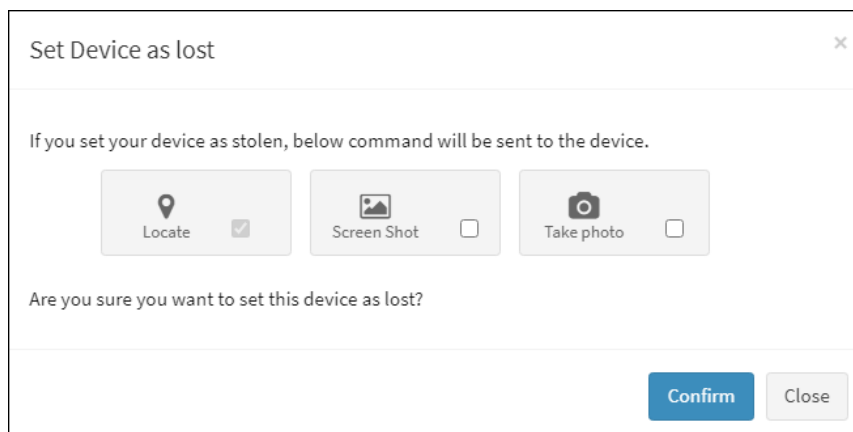 Set Device as lost
×
If you set your device as stolen, below command will be sent to the device.
Locate
Screen Shot
Take photo
Are you sure you want to set this device as lost?
Confirm
Close